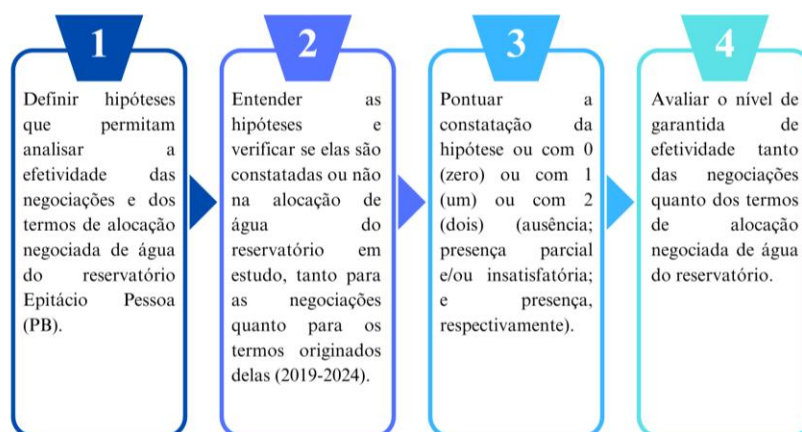 1
Definir hipóteses
que permitam
analisar a
efetividade das
negociações e dos
termos de alocação
negociada de água
do reservatório
Epitácio Pessoa
(PB).
2
Entender as
hipóteses e
verificar se elas são
constatadas ou não
na alocação de
água do
reservatório em
estudo, tanto para
as negociações
quanto para os
termos originados
delas (2019-2024).
3
Pontuar a
constatação da
hipótese ou com 0
(zero) ou com 1
(um) ou com 2
(dois) (ausência;
presença parcial
e/ou insatisfatória;
e presença,
respectivamente).
4
Avaliar o nível de
garantida de
efetividade tanto
das negociações
quanto dos termos
de alocação
negociada de água
do reservatório.